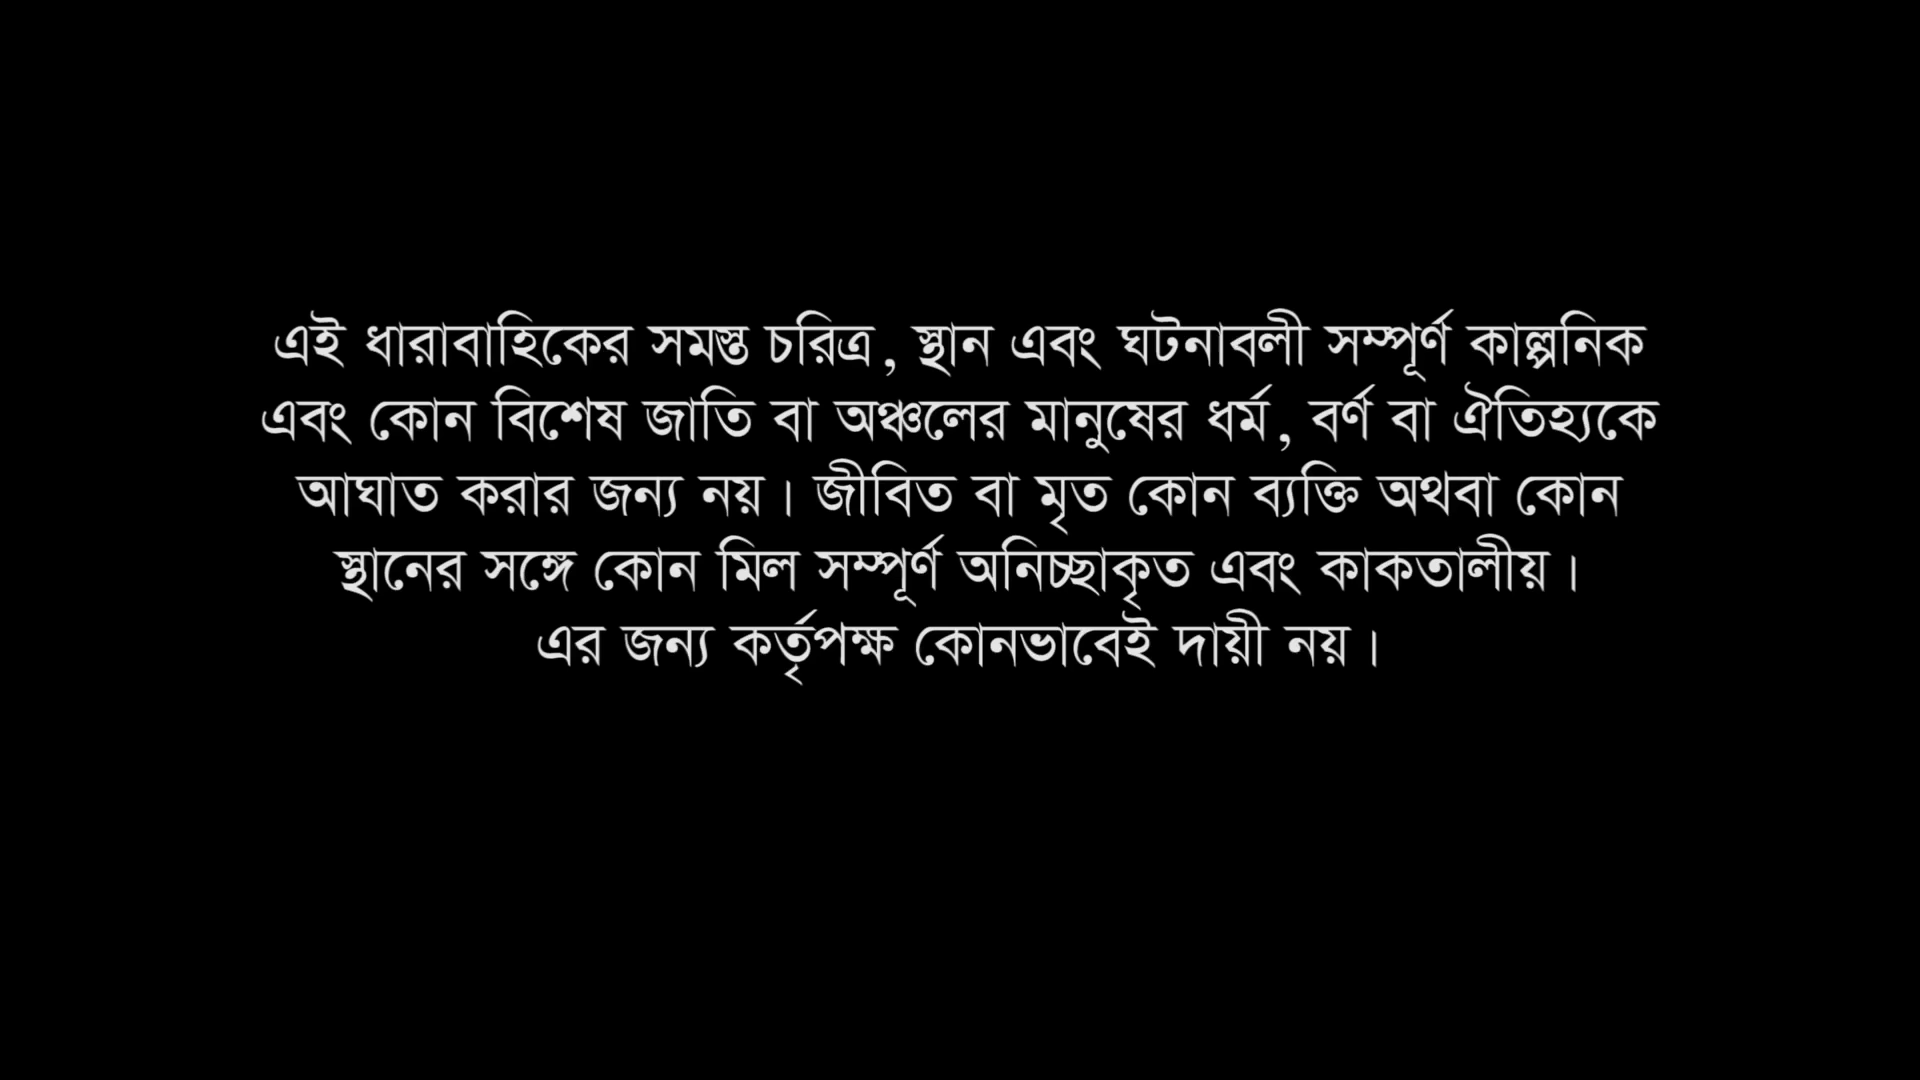 এই ধারাবাহিকের সমস্ত চরিত্র, স্থান এবং ঘটনাবলী সম্পূর্ণ কাল্পনিক
এবং কোন বিশেষ জাতি বা অঞ্চলের মানুষের ধর্ম, বর্ণ বা ঐতিহ্যকে
আঘাত করার জন্য নয়। জীবিত বা মৃত কোন ব্যক্তি অথবা কোন
স্থানের সঙ্গে কোন মিল সম্পূর্ণ অনিচ্ছাকৃত এবং কাকতালীয়।
এর জন্য কর্তৃপক্ষ কোনভাবেই দায়ী নয়।